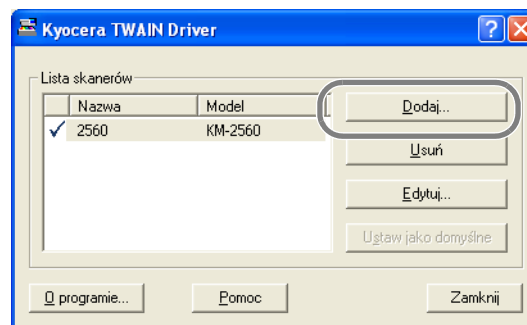 Kyocera TWAIN Driver
Lista skanerów
Nazwa Model
2560 KM-2560
Dodaj...
Usuń
Edytuj...
Ustaw jako domyślne
O programie... Pomoc Zamknij